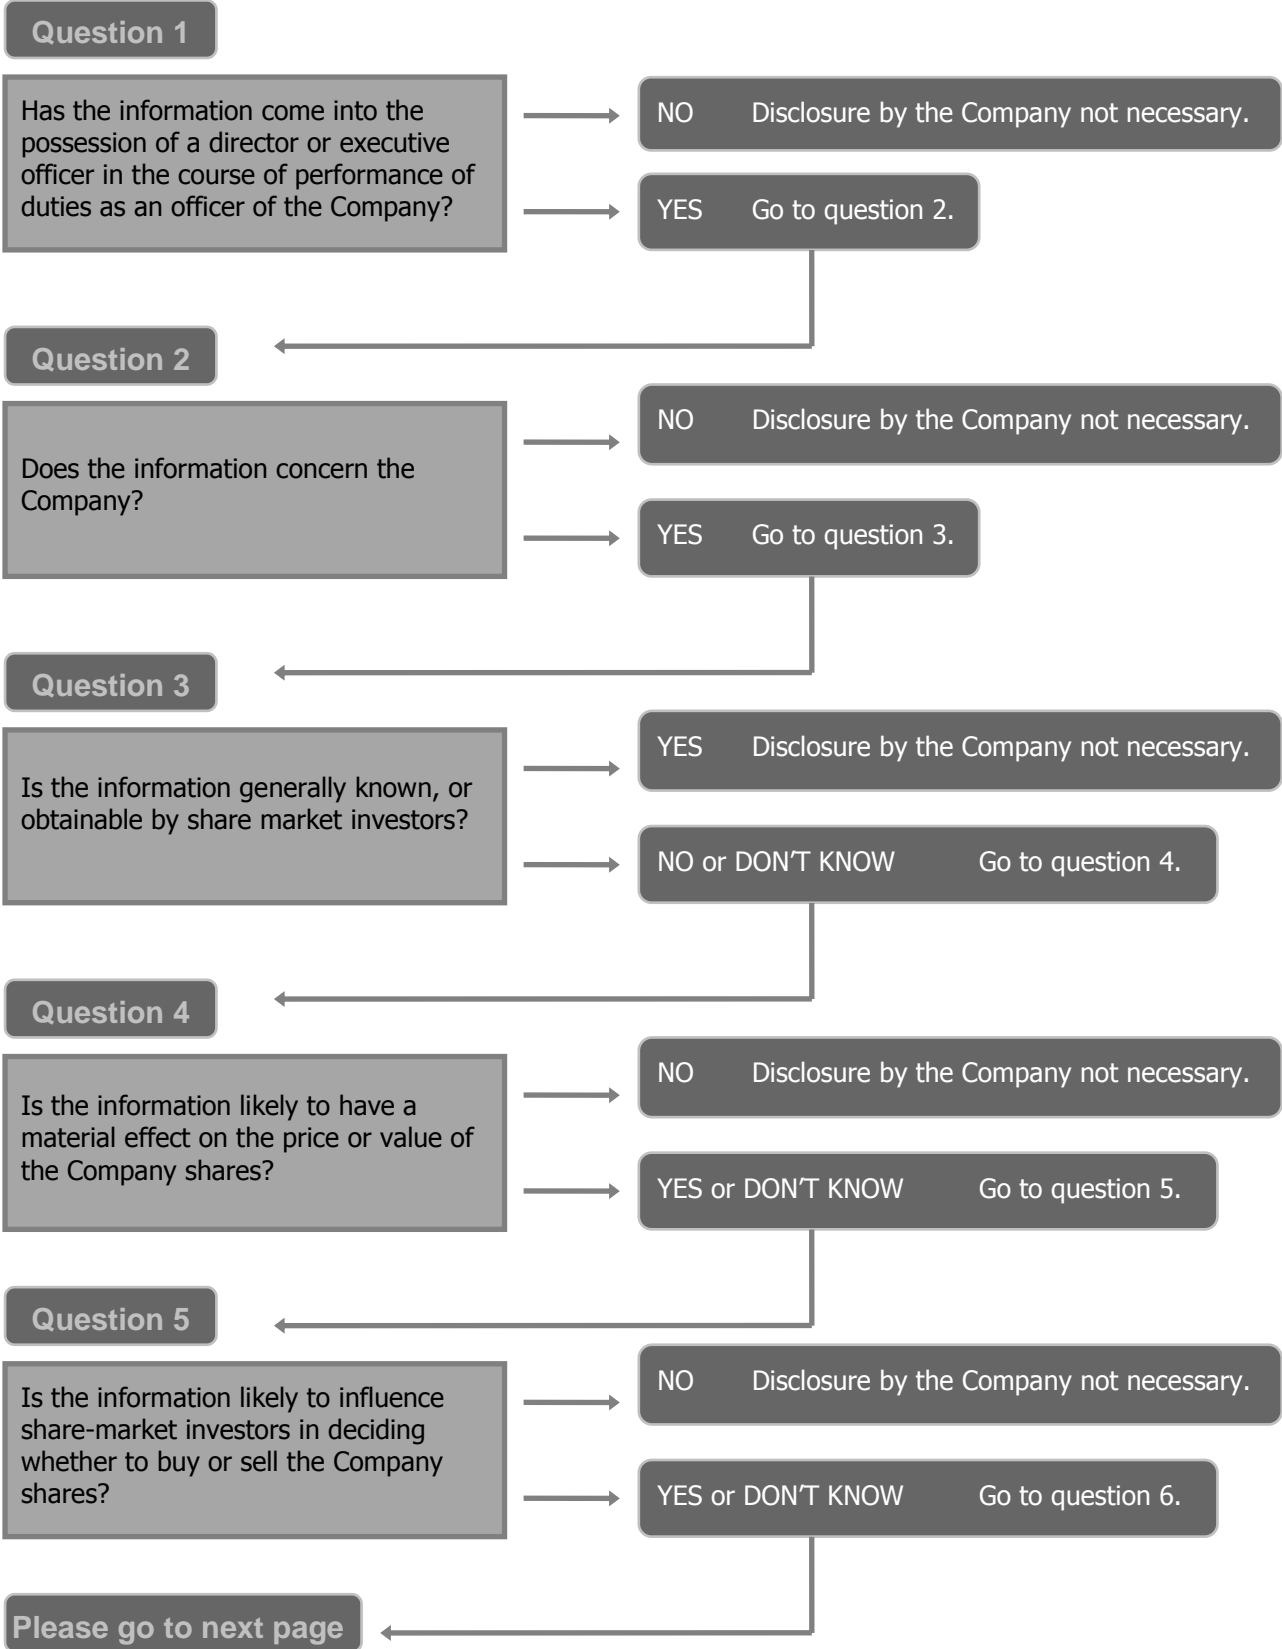 Question 1
Has the information come into the
possession of a director or executive
officer in the course of performance of
duties as an officer of the Company?
NO Disclosure by the Company not necessary.
YES Go to question 2.
Question 2
Does the information concern the
Company?
NO Disclosure by the Company not necessary.
YES Go to question 3.
Question 3
Is the information generally known, or
obtainable by share market investors?
YES Disclosure by the Company not necessary.
NO or DON’T KNOW Go to question 4.
Question 4
Is the information likely to have a
material effect on the price or value of
the Company shares?
NO Disclosure by the Company not necessary.
YES or DON’T KNOW Go to question 5.
Question 5
Is the information likely to influence
share-market investors in deciding
whether to buy or sell the Company
shares?
NO Disclosure by the Company not necessary.
YES or DON’T KNOW Go to question 6.
Please go to next page